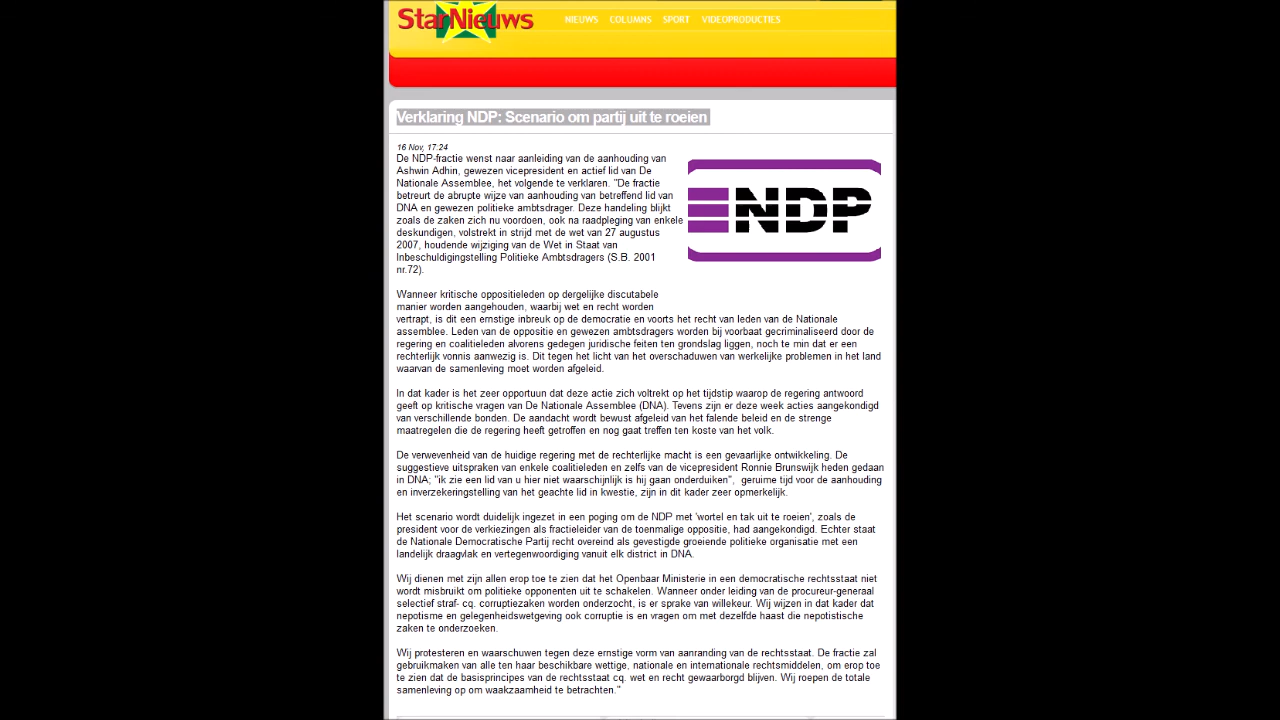 StarNieuws
NIEUWS COLUMNS SPORT VIDEOPRODUCTIES
Verklaring NDP: Scenario om partij uit te roeien
16 Nov, 17:24
De NDP-fractie wenst naar aanleiding van de aanhouding van
Ashwin Adhin, gewezen vicepresident en actief lid van De
Nationale Assemblee, het volgende te verklaren. "De fractie
betreurt de abrupte wijze van aanhouding van betreffend lid van
DNA en gewezen politieke ambtsdrager. Deze handeling blijkt
zoals de zaken zich nu voordoen, ook na raadpleging van enkele
deskundigen, volstrekt in strijd met de wet van 27 augustus
2007, houdende wijziging van de Wet in Staat van
Inbeschuldigingstelling Politieke Ambtsdragers (S.B. 2001
nr.72).
NDP
Wanneer kritische oppositieleden op dergelijke discutabele
manier worden aangehouden, waarbij wet en recht worden
vertrapt, is dit een ernstige inbreuk op de democratie en voorts het recht van leden van de Nationale
assemblee. Leden van de oppositie en gewezen ambtsdragers worden bij voorbaat gecriminaliseerd door de
regering en coalitieleden alvorens gedegen juridische feiten ten grondslag liggen, noch te min dat er een
rechterlijk vonnis aanwezig is. Dit tegen het licht van het overschaduwen van werkelijke problemen in het land
waarvan de samenleving moet worden afgeleid.
In dat kader is het zeer opportuun dat deze actie zich voltrekt op het tijdstip waarop de regering antwoord
geeft op kritische vragen van De Nationale Assemblee (DNA). Tevens zijn er deze week acties aangekondigd
van verschillende bonden. De aandacht wordt bewust afgeleid van het falende beleid en de strenge
maatregelen die de regering heeft getroffen en nog gaat treffen ten koste van het volk.
De verwevenheid van de huidige regering met de rechterlijke macht is een gevaarlijke ontwikkeling. De
suggestieve uitspraken van enkele coalitieleden en zelfs van de vicepresident Ronnie Brunswijk heden gedaan
in DNA; "ik zie een lid van u hier niet waarschijnlijk is hij gaan onderduiken", geruime tijd voor de aanhouding
en inverzekeringstelling van het geachte lid in kwestie, zijn in dit kader zeer opmerkelijk.
Het scenario wordt duidelijk ingezet in een poging om de NDP met 'wortel en tak uit te roeien', zoals de
president voor de verkiezingen als fractieleider van de toenmalige oppositie, had aangekondigd. Echter staat
de Nationale Democratische Partij recht overeind als gevestigde groeiende politieke organisatie met een
landelijk draagvlak en vertegenwoordiging vanuit elk district in DNA.
Wij dienen met zijn allen erop toe te zien dat het Openbaar Ministerie in een democratische rechtsstaat niet
wordt misbruikt om politieke opponenten uit te schakelen. Wanneer onder leiding van de procureur-generaal
selectief straf- cq. corruptiezaken worden onderzocht, is er sprake van willekeur. Wij wijzen in dat kader dat
nepotisme en gelegenheidswetgeving ook corruptie is en vragen om met dezelfde haast die nepotistische
zaken te onderzoeken.
Wij protesteren en waarschuwen tegen deze ernstige vorm van aanranding van de rechtsstaat. De fractie zal
gebruikmaken van alle ten haar beschikbare wettige, nationale en internationale rechtsmiddelen, om erop toe
te zien dat de basisprincipes van de rechtsstaat cq. wet en recht gewaarborgd blijven. Wij roepen de totale
samenleving op om waakzaamheid te betrachten."